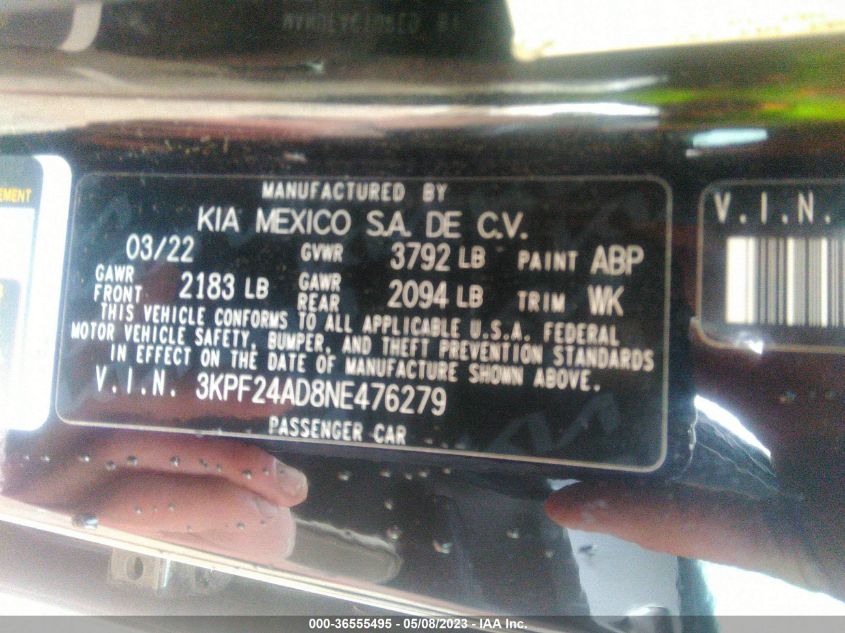 EMENT
MANUFACTURED BY
KIA MEXICO S.A. DE C.V.
03/22 GVWR 3792 LB PAINT ABP
GAWR FRONT 2183 LB GAWR REAR 2094 LB TRIM WK
THIS VEHICLE CONFORMS TO ALL APPLICABLE U.S.A. FEDERAL
MOTOR VEHICLE SAFETY, BUMPER, AND THEFT PREVENTION STANDARDS
IN EFFECT ON THE DATE OF MANUFACTURE SHOWN ABOVE.
V.I.N. 3KPF24AD8NE476279
PASSENGER CAR
V.I.N.
000-36555495 - 05/08/2023 - IAA Inc.